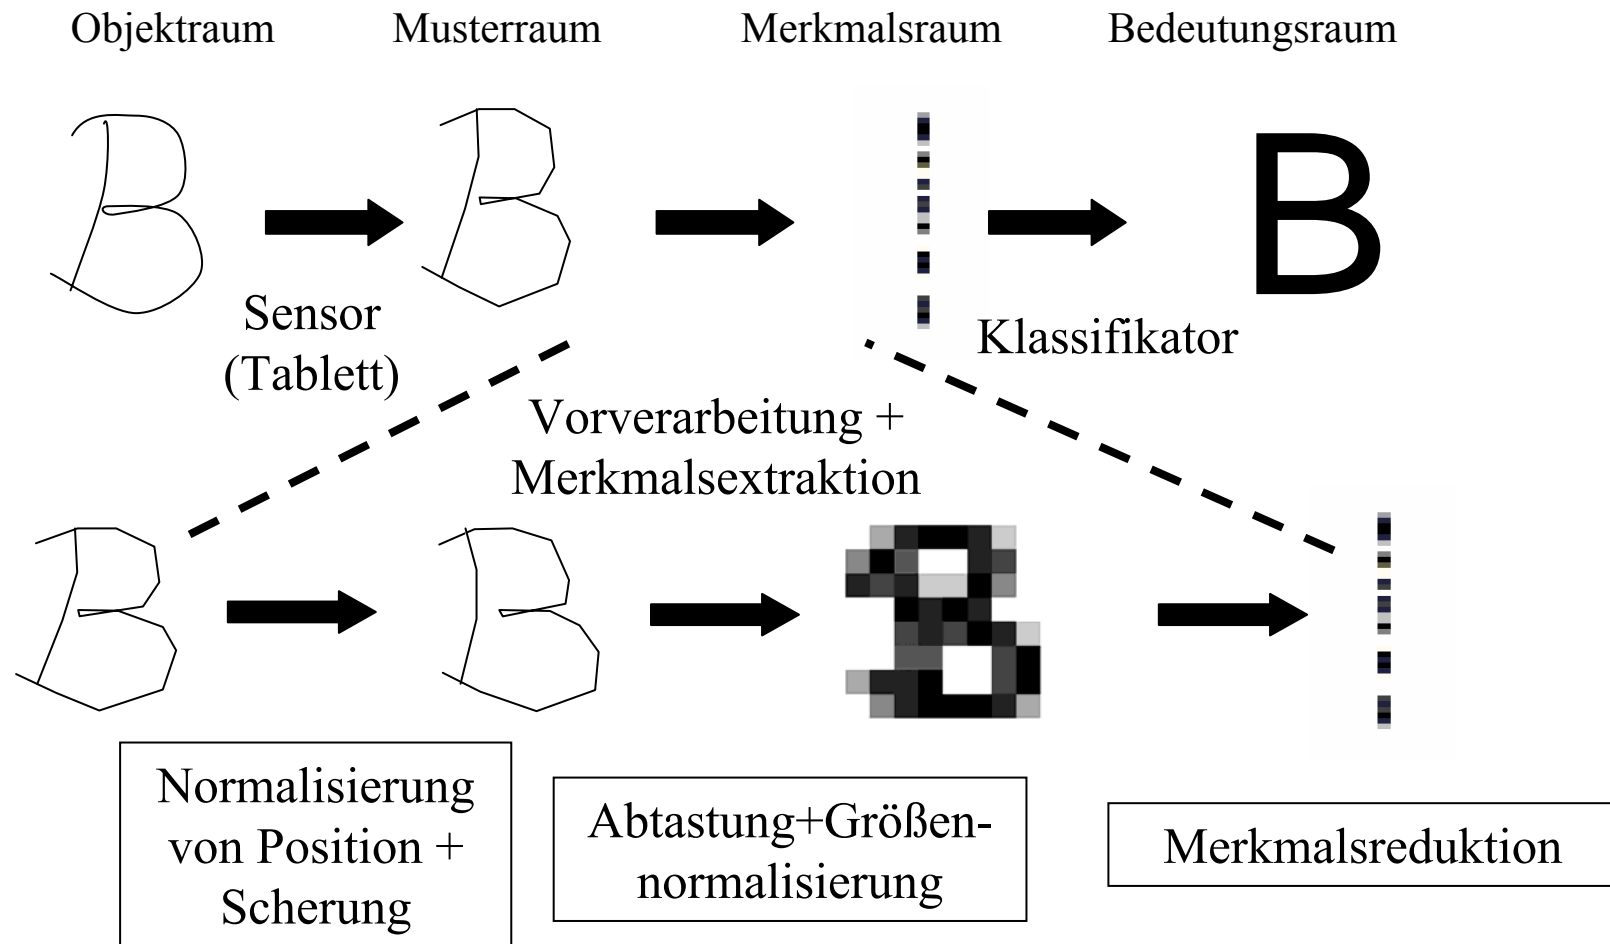 Objektraum Musterraum Merkmalsraum Bedeutungsraum
B
Sensor
(Tablett)
Klassifikator
Vorverarbeitung +
Merkmalsextraktion
Normalisierung
von Position +
Scherung
Abtastung+Größen-
normalisierung
Merkmalsreduktion